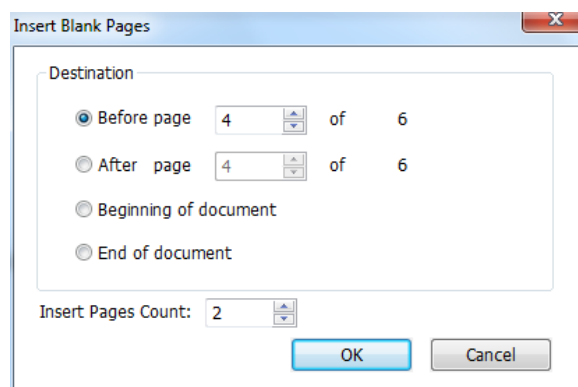 Insert Blank Pages
Destination
Before page 4 of 6
After page 4 of 6
Beginning of document
End of document
Insert Pages Count: 2
OK Cancel